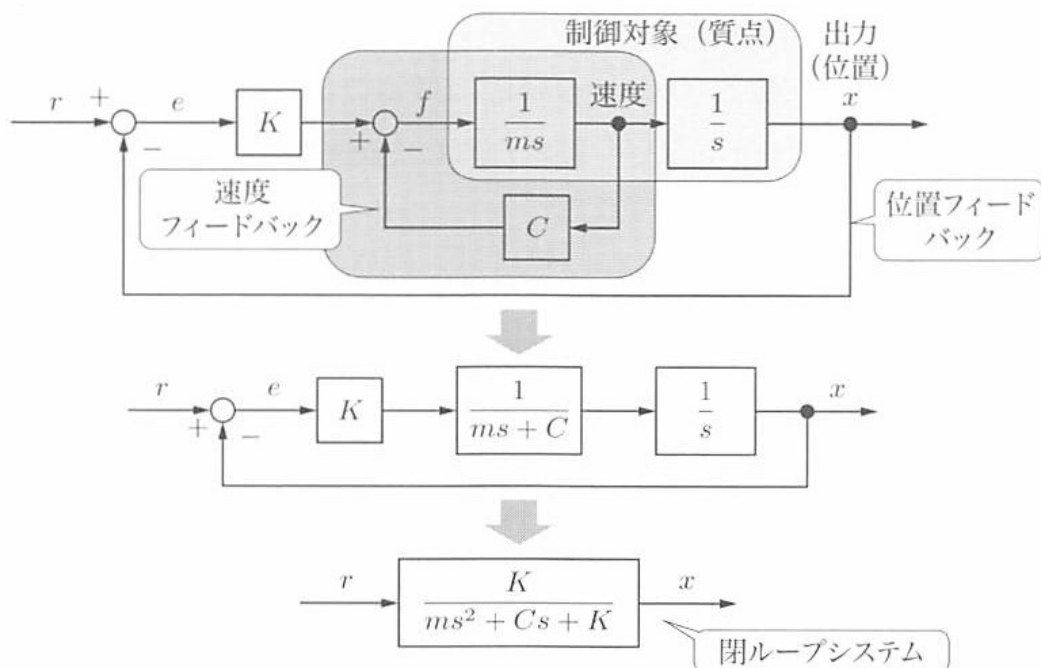 制御対象（質点）
出力
（位置）
r + − e K + − f 1/ms 速度 1/s x
速度
フィードバック
C
位置フィード
バック
r + − e K 1/(ms + C) 1/s x
r K/(ms² + Cs + K) x
閉ループシステム